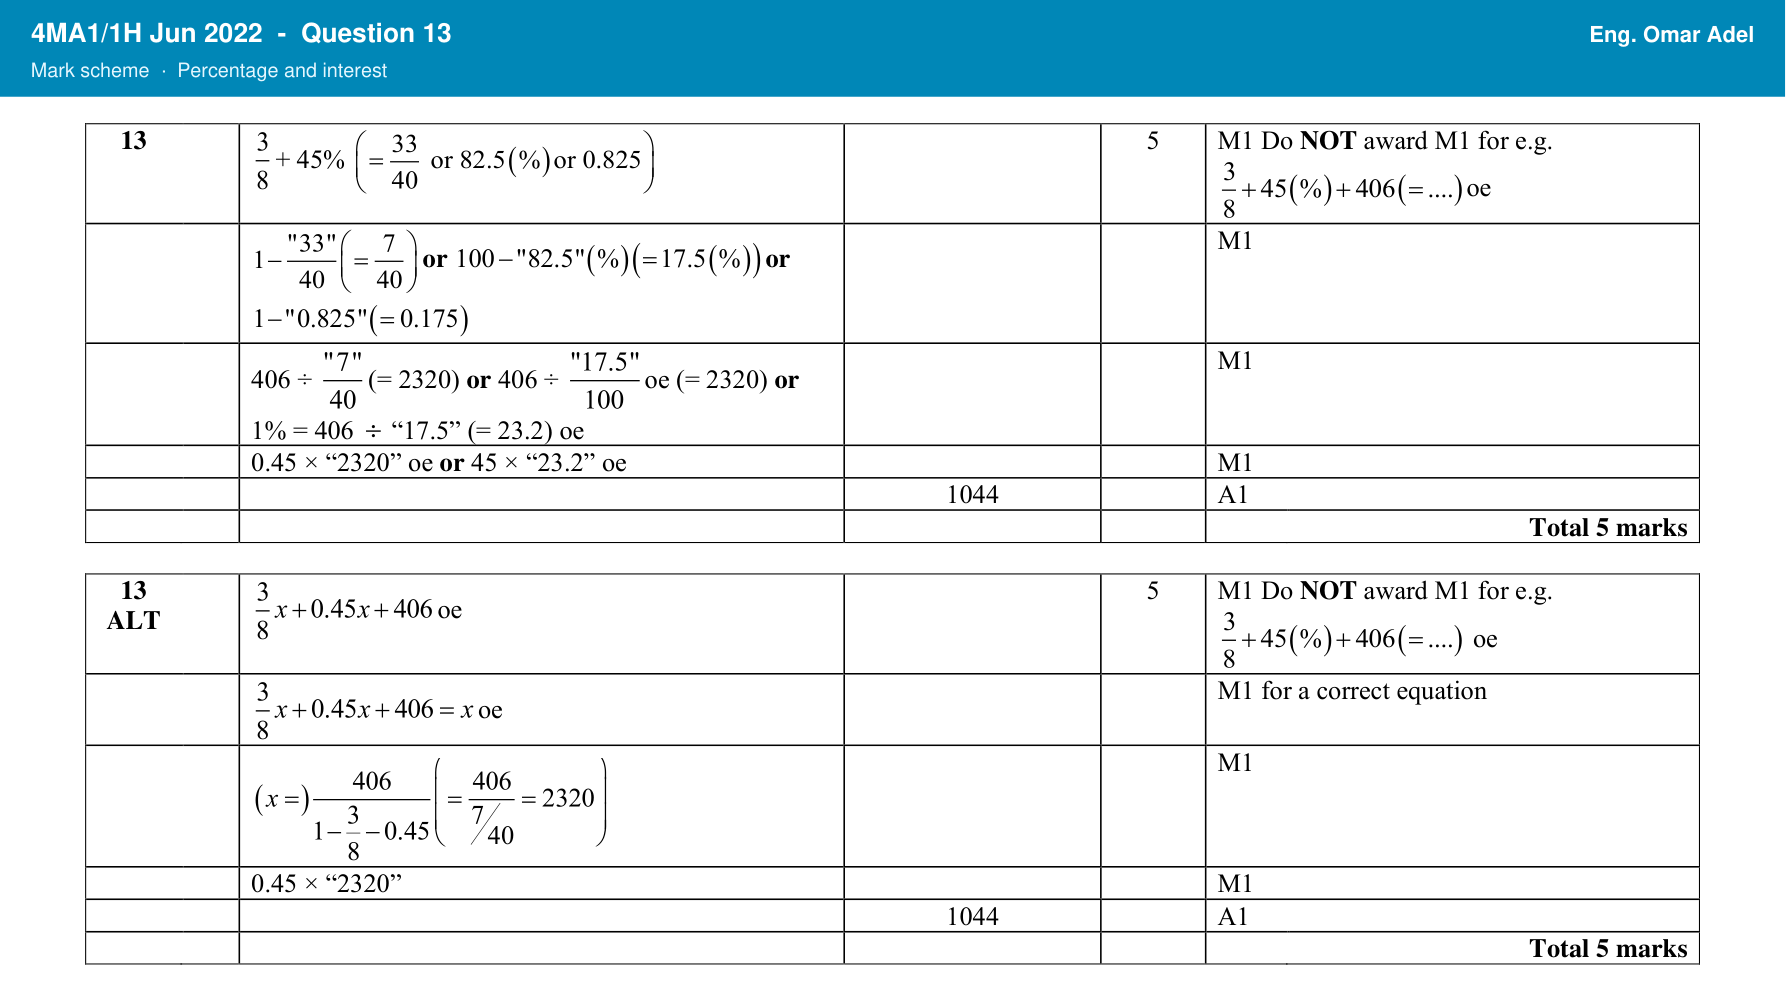 4MA1/1H Jun 2022 - Question 13
Eng. Omar Adel
Mark scheme · Percentage and interest
13
3/8 + 45% (= 33/40 or 82.5(%) or 0.825)
5
M1 Do NOT award M1 for e.g.
3/8 + 45(%) + 406(= ....) oe
1 − "33"/40 (= 7/40) or 100 − "82.5"(%)(= 17.5(%)) or
1 − "0.825"(= 0.175)
M1
406 ÷ "7"/40 (= 2320) or 406 ÷ "17.5"/100 oe (= 2320) or
1% = 406 ÷ “17.5” (= 23.2) oe
M1
0.45 × “2320” oe or 45 × “23.2” oe
M1
1044
A1
Total 5 marks
13
ALT
3/8 x + 0.45x + 406 oe
5
M1 Do NOT award M1 for e.g.
3/8 + 45(%) + 406(= ....) oe
3/8 x + 0.45x + 406 = x oe
M1 for a correct equation
(x =) 406/(1 − 3/8 − 0.45) (= 406/(7/40) = 2320)
M1
0.45 × “2320”
M1
1044
A1
Total 5 marks